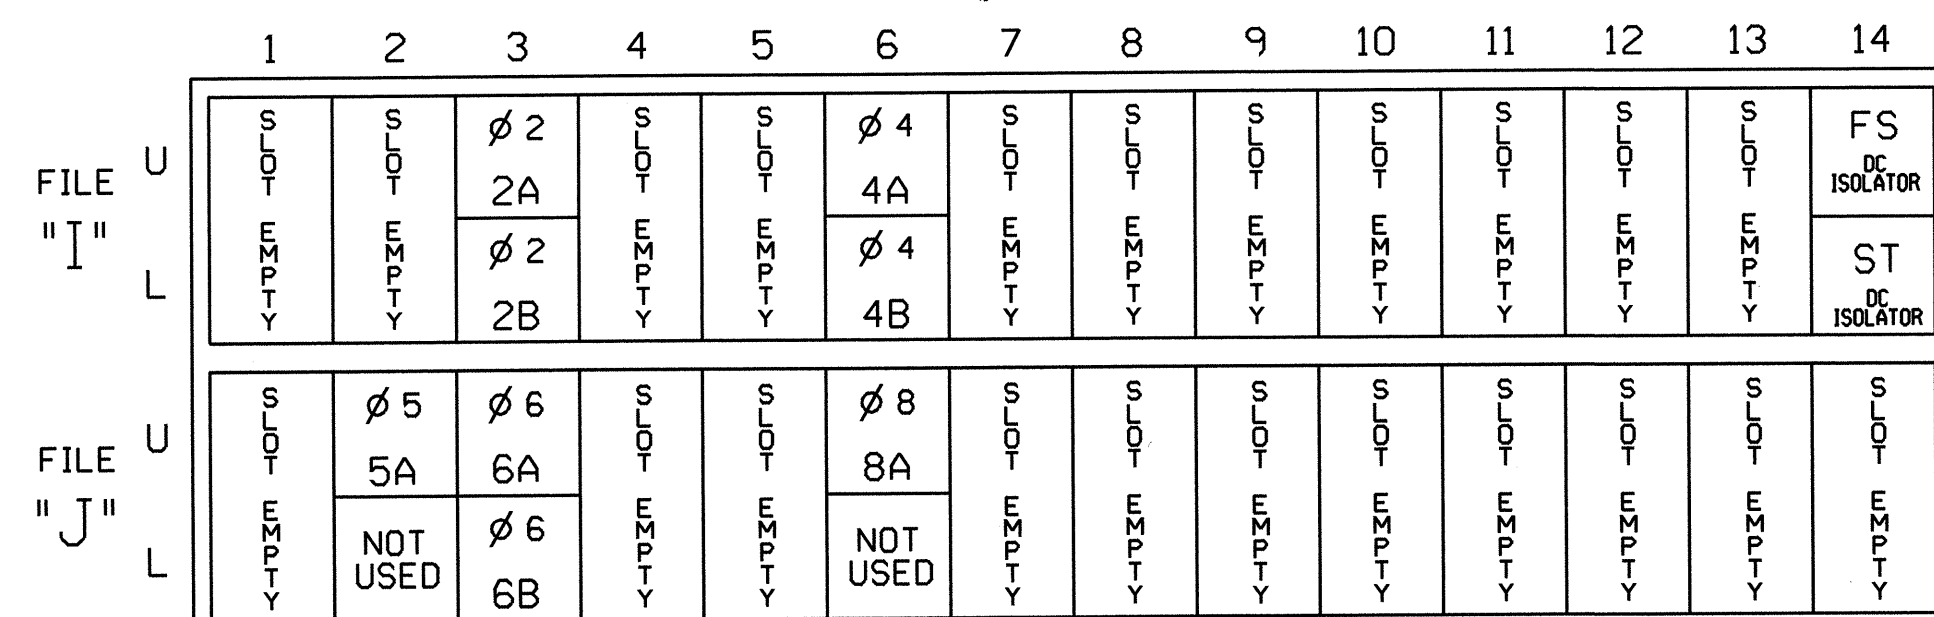 1 2 3 4 5 6 7 8 9 10 11 12 13 14
FILE "I"
U
L
SLOT EMPTY
SLOT EMPTY
Ø 2
2A
Ø 2
2B
SLOT EMPTY
SLOT EMPTY
Ø 4
4A
Ø 4
4B
SLOT EMPTY
SLOT EMPTY
SLOT EMPTY
SLOT EMPTY
SLOT EMPTY
SLOT EMPTY
SLOT EMPTY
FS
DC
ISOLATOR
ST
DC
ISOLATOR
FILE "J"
U
L
SLOT EMPTY
Ø 5
5A
NOT
USED
Ø 6
6A
Ø 6
6B
SLOT EMPTY
SLOT EMPTY
Ø 8
8A
NOT
USED
SLOT EMPTY
SLOT EMPTY
SLOT EMPTY
SLOT EMPTY
SLOT EMPTY
SLOT EMPTY
SLOT EMPTY
SLOT EMPTY